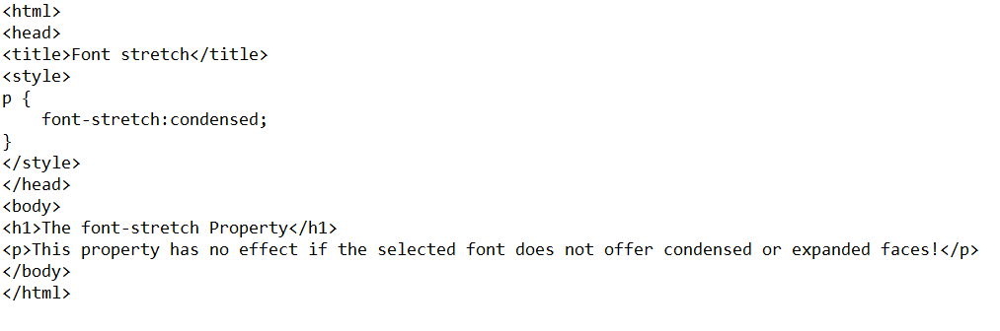 <html>
<head>
<title>Font stretch</title>
<style>
p {
    font-stretch:condensed;
}
</style>
</head>
<body>
<h1>The font-stretch Property</h1>
<p>This property has no effect if the selected font does not offer condensed or expanded faces!</p>
</body>
</html>